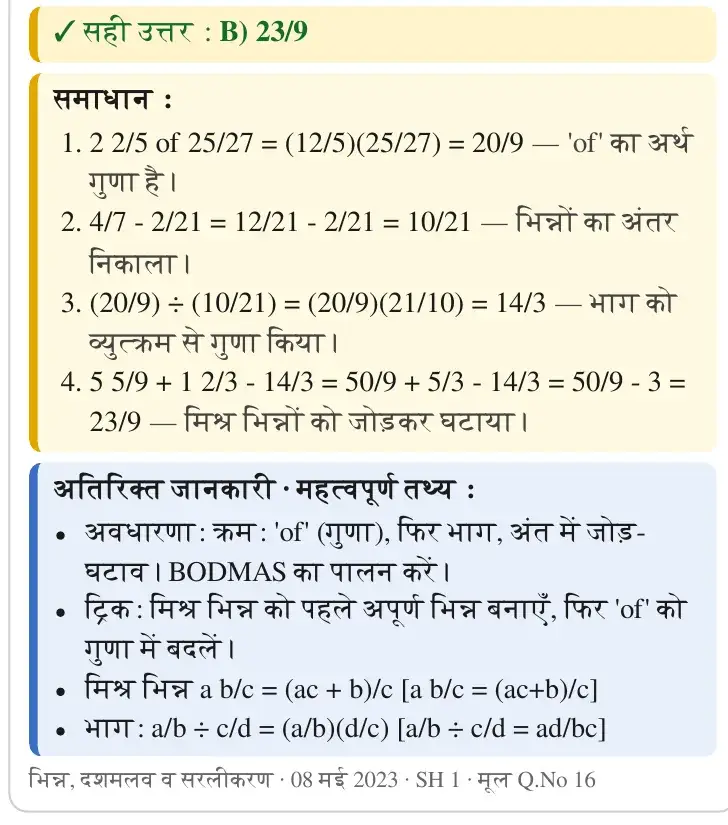 ✓ सही उत्तर : B) 23/9
समाधान :
1. 2 2/5 of 25/27 = (12/5)(25/27) = 20/9 — 'of' का अर्थ
गुणा है।
2. 4/7 - 2/21 = 12/21 - 2/21 = 10/21 — भिन्नों का अंतर
निकाला।
3. (20/9) ÷ (10/21) = (20/9)(21/10) = 14/3 — भाग को
व्युत्क्रम से गुणा किया।
4. 5 5/9 + 1 2/3 - 14/3 = 50/9 + 5/3 - 14/3 = 50/9 - 3 =
23/9 — मिश्र भिन्नों को जोड़कर घटाया।
अतिरिक्त जानकारी · महत्वपूर्ण तथ्य :
• अवधारणा : क्रम : 'of' (गुणा), फिर भाग, अंत में जोड़-
घटाव। BODMAS का पालन करें।
• ट्रिक : मिश्र भिन्न को पहले अपूर्ण भिन्न बनाएँ, फिर 'of' को
गुणा में बदलें।
• मिश्र भिन्न a b/c = (ac + b)/c [a b/c = (ac+b)/c]
• भाग : a/b ÷ c/d = (a/b)(d/c) [a/b ÷ c/d = ad/bc]
भिन्न, दशमलव व सरलीकरण · 08 मई 2023 · SH 1 · मूल Q.No 16